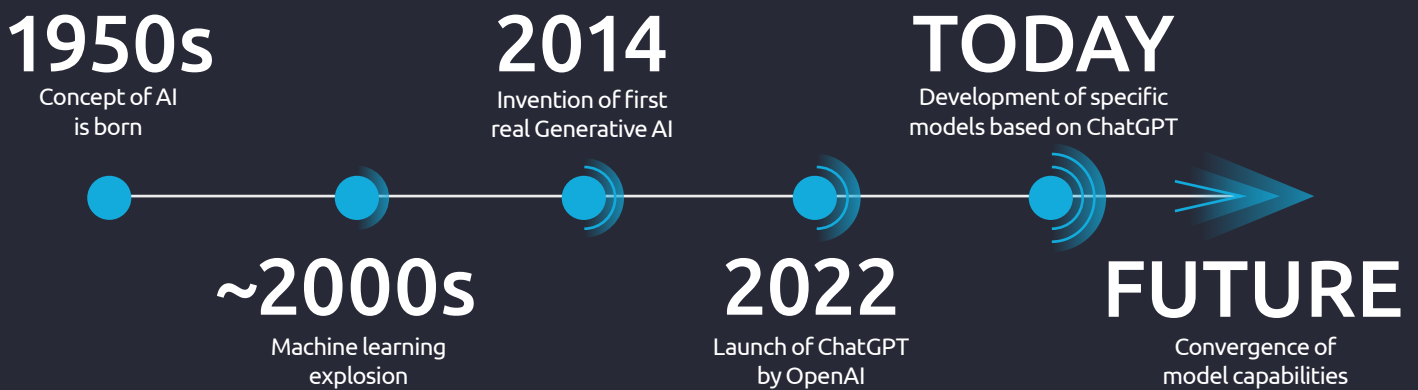 1950s
Concept of AI
is born
~2000s
Machine learning
explosion
2014
Invention of first
real Generative AI
2022
Launch of ChatGPT
by OpenAI
TODAY
Development of specific
models based on ChatGPT
FUTURE
Convergence of
model capabilities